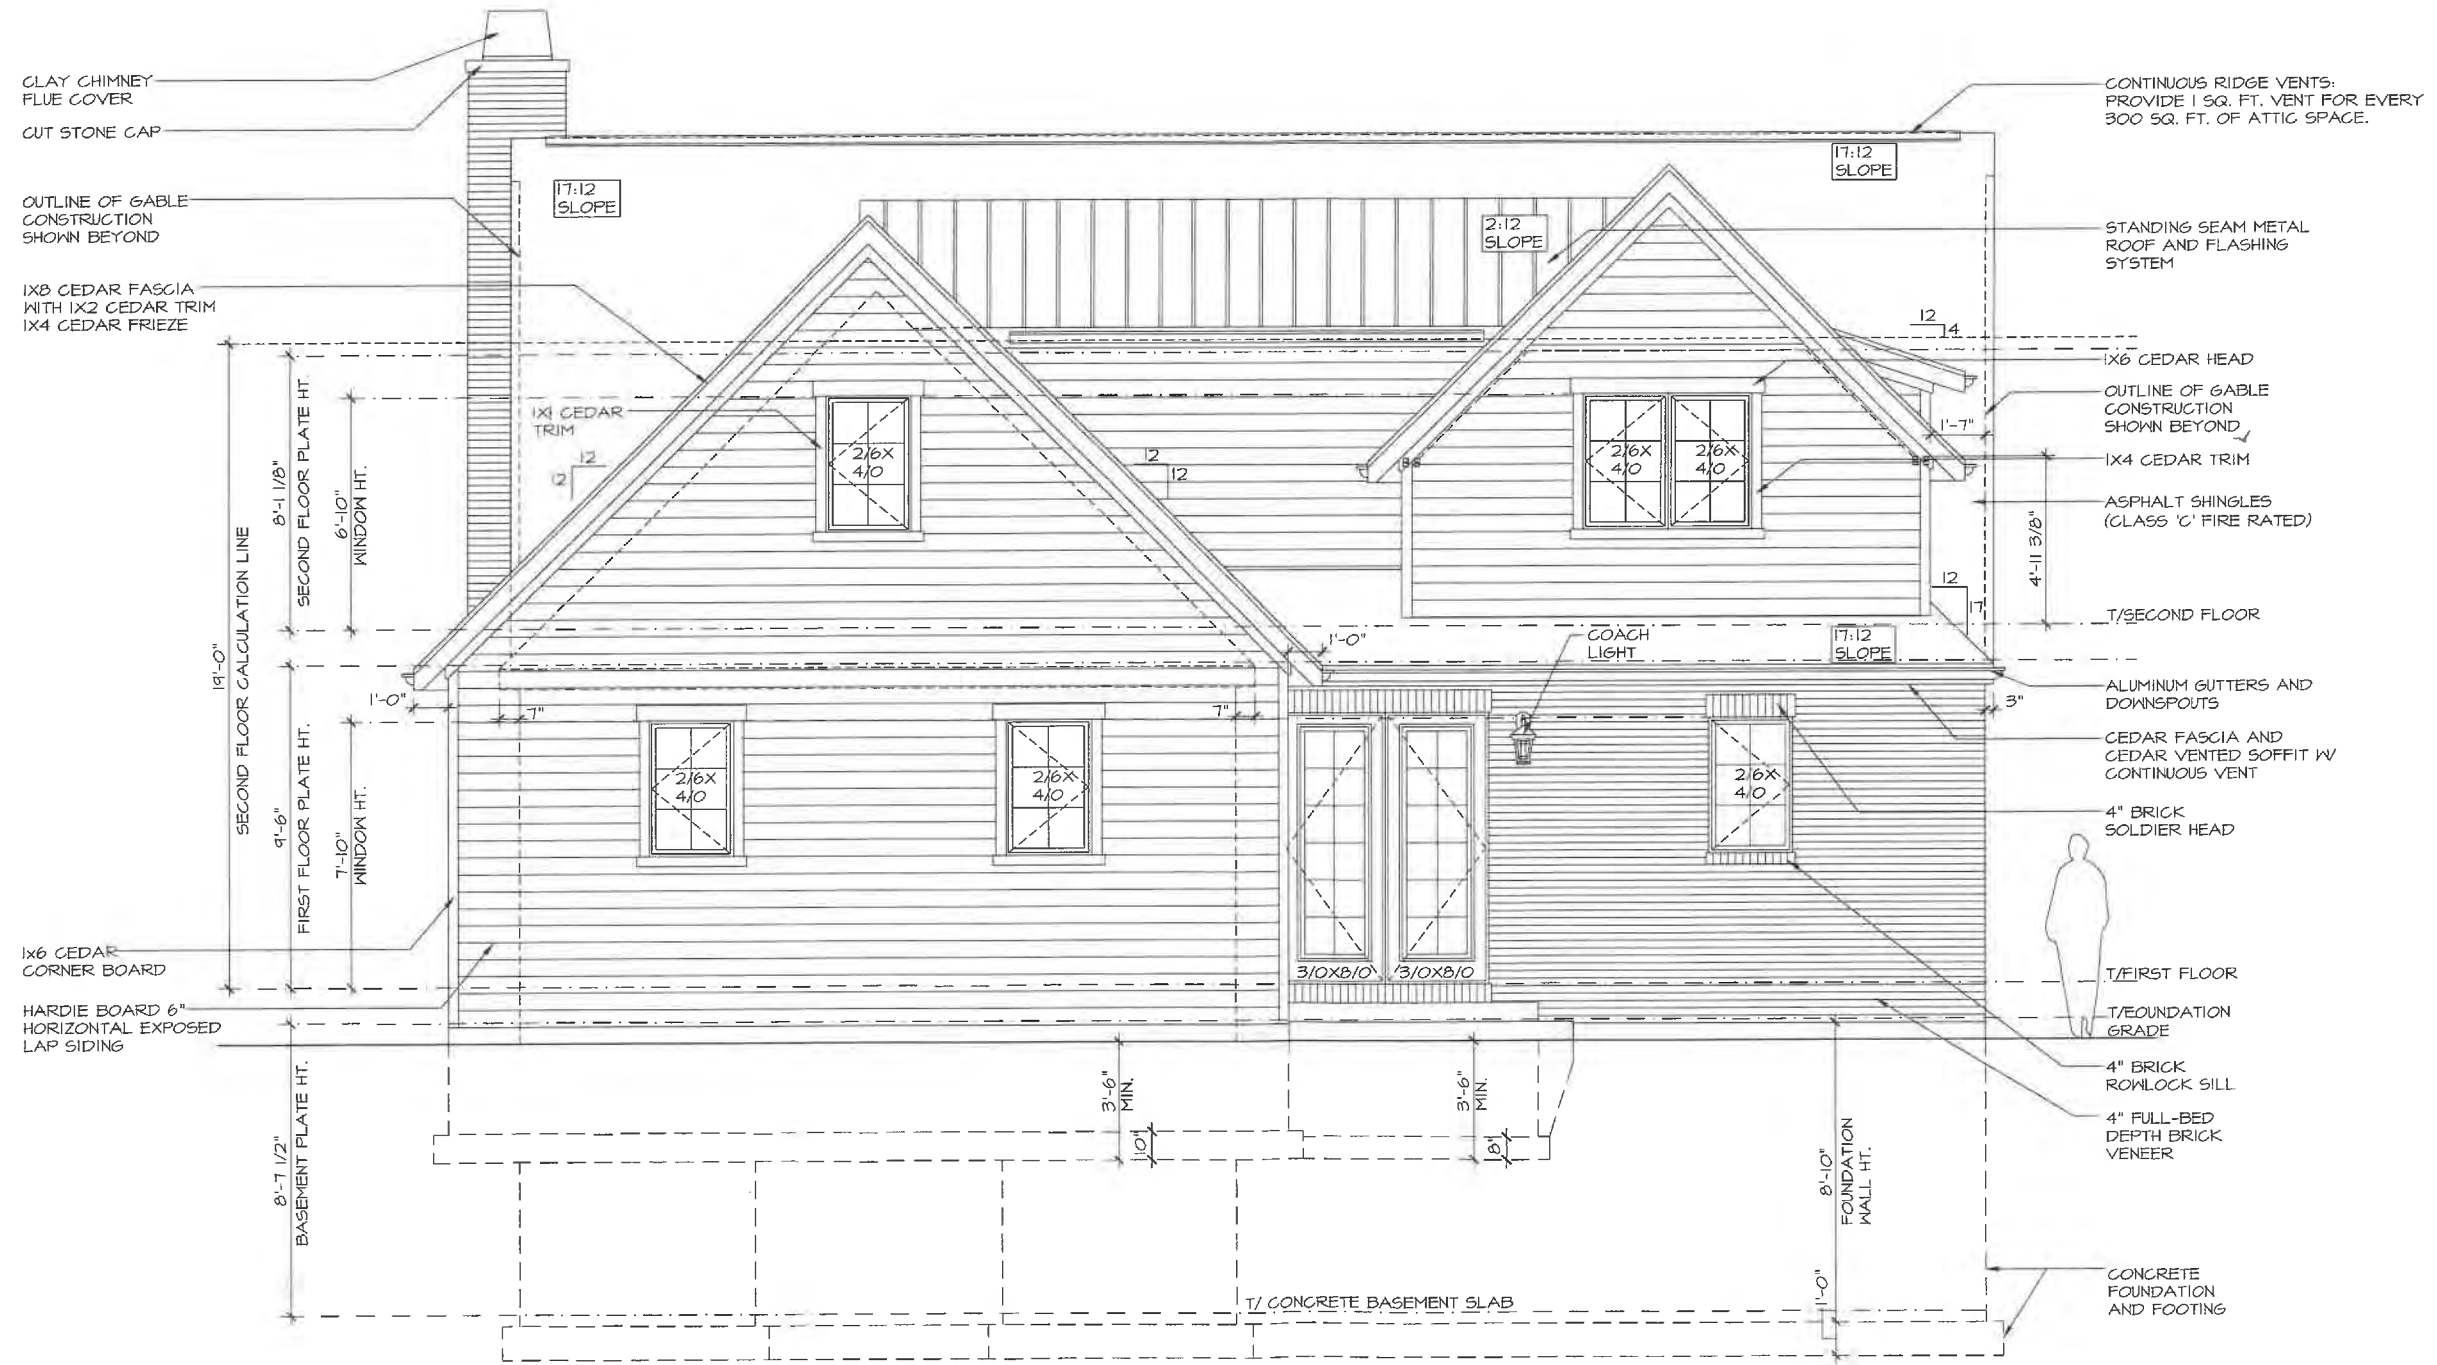 CLAY CHIMNEY
FLUE COVER
CUT STONE CAP
OUTLINE OF GABLE
CONSTRUCTION
SHOWN BEYOND
1X8 CEDAR FASCIA
WITH 1X2 CEDAR TRIM
1X4 CEDAR FRIEZE
19'-0"
SECOND FLOOR CALCULATION LINE
8'-1 1/8"
SECOND FLOOR PLATE HT.
6'-10"
WINDOW HT.
9'-6"
FIRST FLOOR PLATE HT.
7'-10"
WINDOW HT.
1x6 CEDAR
CORNER BOARD
HARDIE BOARD 6"
HORIZONTAL EXPOSED
LAP SIDING
8'-7 1/2"
BASEMENT PLATE HT.
17:12
SLOPE
1X1 CEDAR
TRIM
12
12
2/6X
4/0
12
12
2:12
SLOPE
17:12
SLOPE
2/6X
4/0
2/6X
4/0
12
4
1'-7"
4'-11 3/8"
12
17
17:12
SLOPE
COACH
LIGHT
1'-0"
1'-0"
7"
7"
3"
2/6X
4/0
2/6X
4/0
2/6X
4/0
3/0X8/0
3/0X8/0
3'-6"
MIN.
10"
3'-6"
MIN.
8"
8'-10"
FOUNDATION
WALL HT.
1'-0"
T/ CONCRETE BASEMENT SLAB
CONTINUOUS RIDGE VENTS:
PROVIDE 1 SQ. FT. VENT FOR EVERY
300 SQ. FT. OF ATTIC SPACE.
STANDING SEAM METAL
ROOF AND FLASHING
SYSTEM
1X6 CEDAR HEAD
OUTLINE OF GABLE
CONSTRUCTION
SHOWN BEYOND
1X4 CEDAR TRIM
ASPHALT SHINGLES
(CLASS 'C' FIRE RATED)
T/SECOND FLOOR
ALUMINUM GUTTERS AND
DOWNSPOUTS
CEDAR FASCIA AND
CEDAR VENTED SOFFIT W/
CONTINUOUS VENT
4" BRICK
SOLDIER HEAD
T/FIRST FLOOR
T/FOUNDATION
GRADE
4" BRICK
ROWLOCK SILL
4" FULL-BED
DEPTH BRICK
VENEER
CONCRETE
FOUNDATION
AND FOOTING